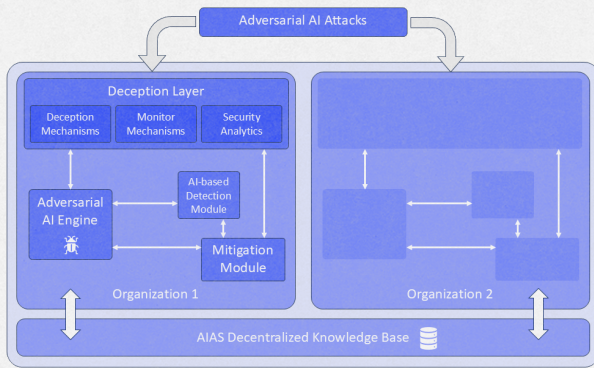 Adversarial AI Attacks
Deception Layer
Deception
Mechanisms
Monitor
Mechanisms
Security
Analytics
Adversarial
AI Engine
AI-based
Detection
Module
Mitigation
Module
Organization 1
Organization 2
AIAS Decentralized Knowledge Base